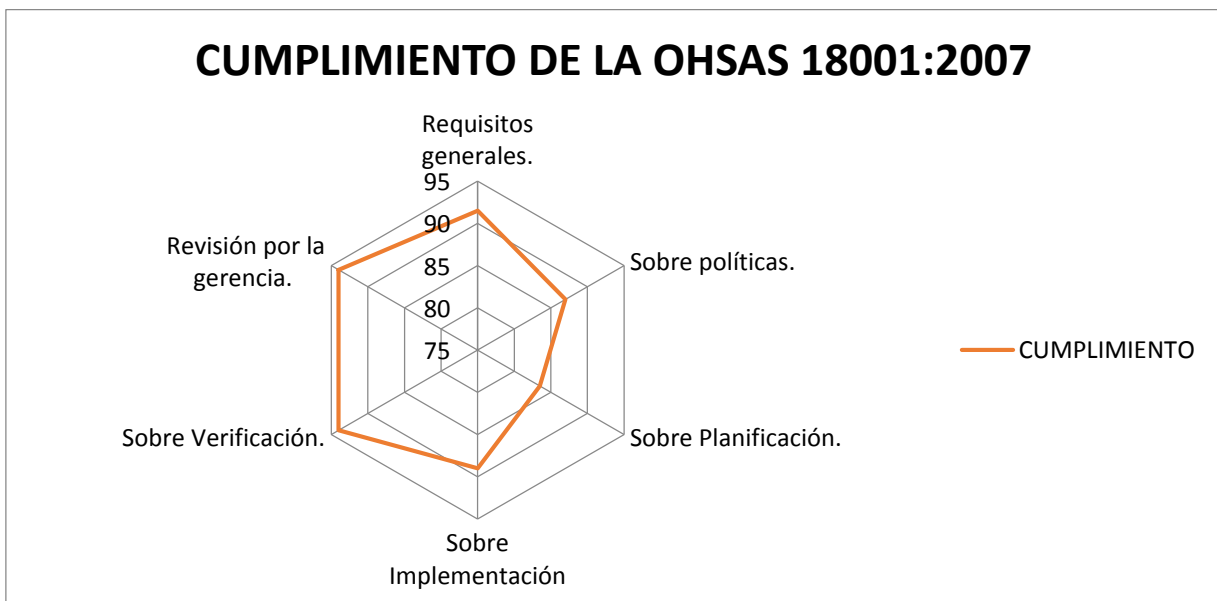 CUMPLIMIENTO DE LA OHSAS 18001:2007
Requisitos
generales.
95
90
85
80
75
Revisión por la
gerencia.
Sobre políticas.
CUMPLIMIENTO
Sobre Verificación.
Sobre Planificación.
Sobre
Implementación